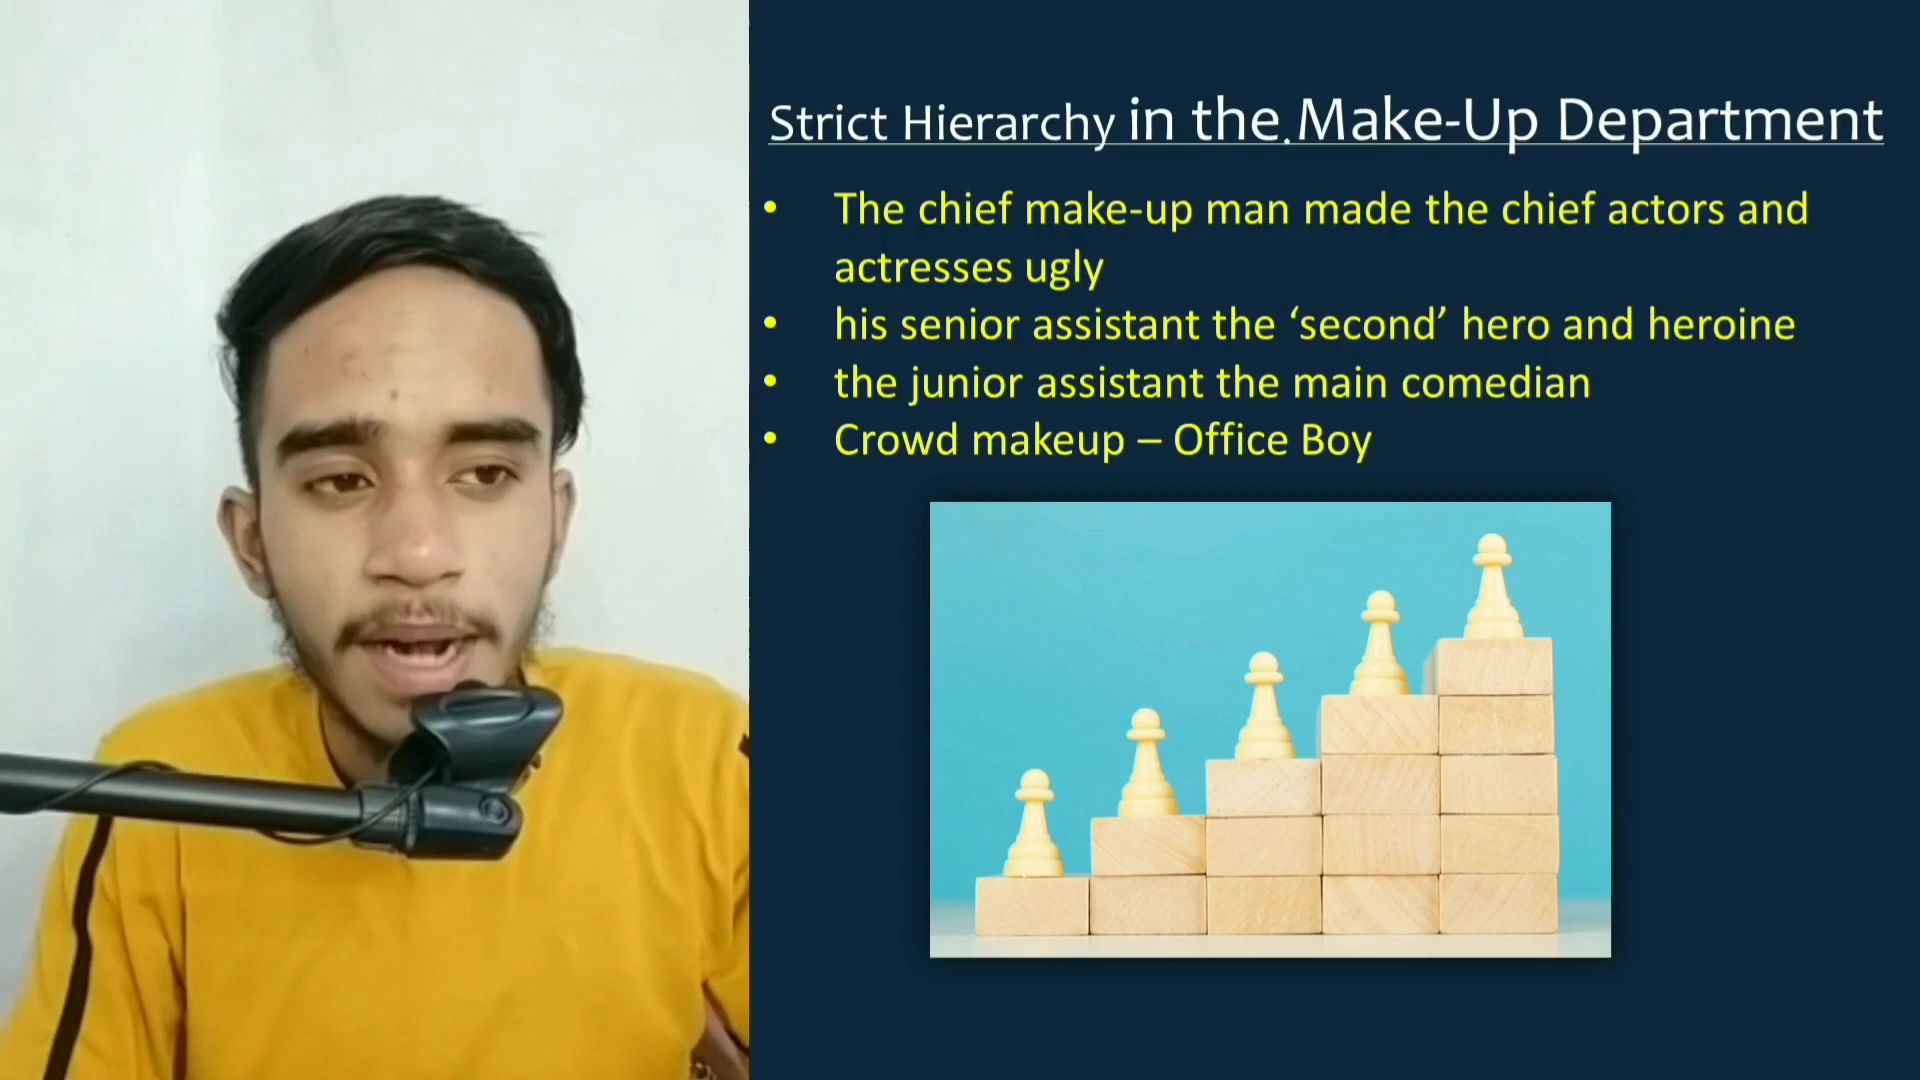 Strict Hierarchy in the.Make-Up Department
• The chief make-up man made the chief actors and
actresses ugly
• his senior assistant the ‘second’ hero and heroine
• the junior assistant the main comedian
• Crowd makeup – Office Boy